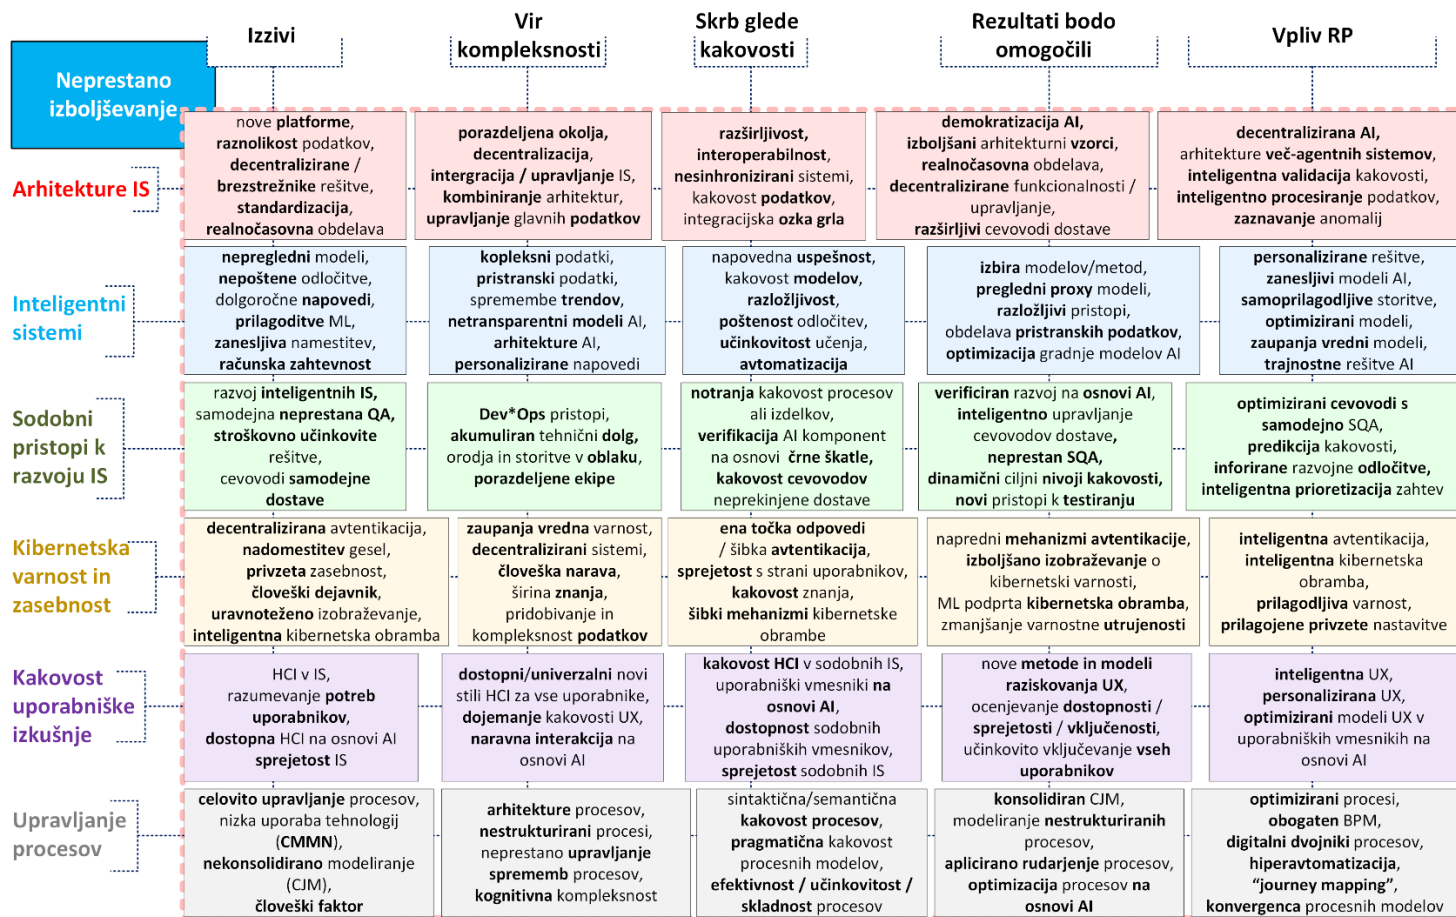 Izzivi
Vir
kompleksnosti
Skrb glede
kakovosti
Rezultati bodo
omogočili
Vpliv RP
Neprestano
izboljševanje
Arhitekture IS
nove platforme,
raznolikost podatkov,
decentralizirane /
brezstrežnike rešitve,
standardizacija,
realnočasovna obdelava
porazdeljena okolja,
decentralizacija,
intergracija / upravljanje IS,
kombiniranje arhitektur,
upravljanje glavnih podatkov
razširljivost,
interoperabilnost,
nesinhronizirani sistemi,
kakovost podatkov,
integracijska ozka grla
demokratizacija AI,
izboljšani arhitekturni vzorci,
realnočasovna obdelava,
decentralizirane funkcionalnosti /
upravljanje,
razširljivi cevovodi dostave
decentralizirana AI,
arhitekture več-agentnih sistemov,
inteligentna validacija kakovosti,
inteligentno procesiranje podatkov,
zaznavanje anomalij
Inteligentni
sistemi
nepregledni modeli,
nepoštene odločitve,
dolgoročne napovedi,
prilagoditve ML,
zanesljiva namestitev,
računska zahtevnost
kopleksni podatki,
pristranski podatki,
spremembe trendov,
netransparentni modeli AI,
arhitekture AI,
personalizirane napovedi
napovedna uspešnost,
kakovost modelov,
razložljivost,
poštenost odločitev,
učinkovitost učenja,
avtomatizacija
izbira modelov/metod,
pregledni proxy modeli,
razložljivi pristopi,
obdelava pristranskih podatkov,
optimizacija gradnje modelov AI
personalizirane rešitve,
zanesljivi modeli AI,
samoprilagodljive storitve,
optimizirani modeli,
zaupanja vredni modeli,
trajnostne rešitve AI
Sodobni
pristopi k
razvoju IS
razvoj inteligentnih IS,
samodejna neprestana QA,
stroškovno učinkovite
rešitve,
cevovodi samodejne
dostave
Dev*Ops pristopi,
akumuliran tehnični dolg,
orodja in storitve v oblaku,
porazdeljene ekipe
notranja kakovost procesov
ali izdelkov,
verifikacija AI komponent
na osnovi črne škatle,
kakovost cevovodov
neprekinjene dostave
verificiran razvoj na osnovi AI,
inteligentno upravljanje
cevovodov dostave,
neprestan SQA,
dinamični ciljni nivoji kakovosti,
novi pristopi k testiranju
optimizirani cevovodi s
samodejno SQA,
predikcija kakovosti,
inforirane razvojne odločitve,
inteligentna prioretizacija zahtev
Kibernetska
varnost in
zasebnost
decentralizirana avtentikacija,
nadomestitev gesel,
privzeta zasebnost,
človeški dejavnik,
uravnoteženo izobraževanje,
inteligentna kibernetska obramba
zaupanja vredna varnost,
decentralizirani sistemi,
človeška narava,
širina znanja,
pridobivanje in
kompleksnost podatkov
ena točka odpovedi
/ šibka avtentikacija,
sprejetost s strani uporabnikov,
kakovost znanja,
šibki mehanizmi kibernetske
obrambe
napredni mehanizmi avtentikacije,
izboljšano izobraževanje o
kibernetski varnosti,
ML podprta kibernetska obramba,
zmanjšanje varnostne utrujenosti
inteligentna avtentikacija,
inteligentna kibernetska
obramba,
prilagodljiva varnost,
prilagojene privzete nastavitve
Kakovost
uporabniške
izkušnje
HCI v IS,
razumevanje potreb
uporabnikov,
dostopna HCI na osnovi AI
sprejetost IS
dostopni/univerzalni novi
stili HCI za vse uporabnike,
dojemanje kakovosti UX,
naravna interakcija na
osnovi AI
kakovost HCI v sodobnih IS,
uporabniški vmesniki na
osnovi AI,
dostopnost sodobnih
uporabniških vmesnikov,
sprejetost sodobnih IS
nove metode in modeli
raziskovanja UX,
ocenjevanje dostopnosti /
sprejetosti / vključenosti,
učinkovito vključevanje vseh
uporabnikov
inteligentna UX,
personalizirana UX,
optimizirani modeli UX v
uporabniških vmesnikih na
osnovi AI
Upravljanje
procesov
celovito upravljanje procesov,
nizka uporaba tehnologij
(CMMN),
nekonsolidirano modeliranje
(CJM),
človeški faktor
arhitekture procesov,
nestrukturirani procesi,
neprestano upravljanje
sprememb procesov,
kognitivna kompleksnost
sintaktična/semantična
kakovost procesov,
pragmatična kakovost
procesnih modelov,
efektivnost / učinkovitost /
skladnost procesov
konsolidiran CJM,
modeliranje nestrukturiranih
procesov,
aplicirano rudarjenje procesov,
optimizacija procesov na
osnovi AI
optimizirani procesi,
obogaten BPM,
digitalni dvojniki procesov,
hiperavtomatizacija,
“journey mapping”,
konvergenca procesnih modelov